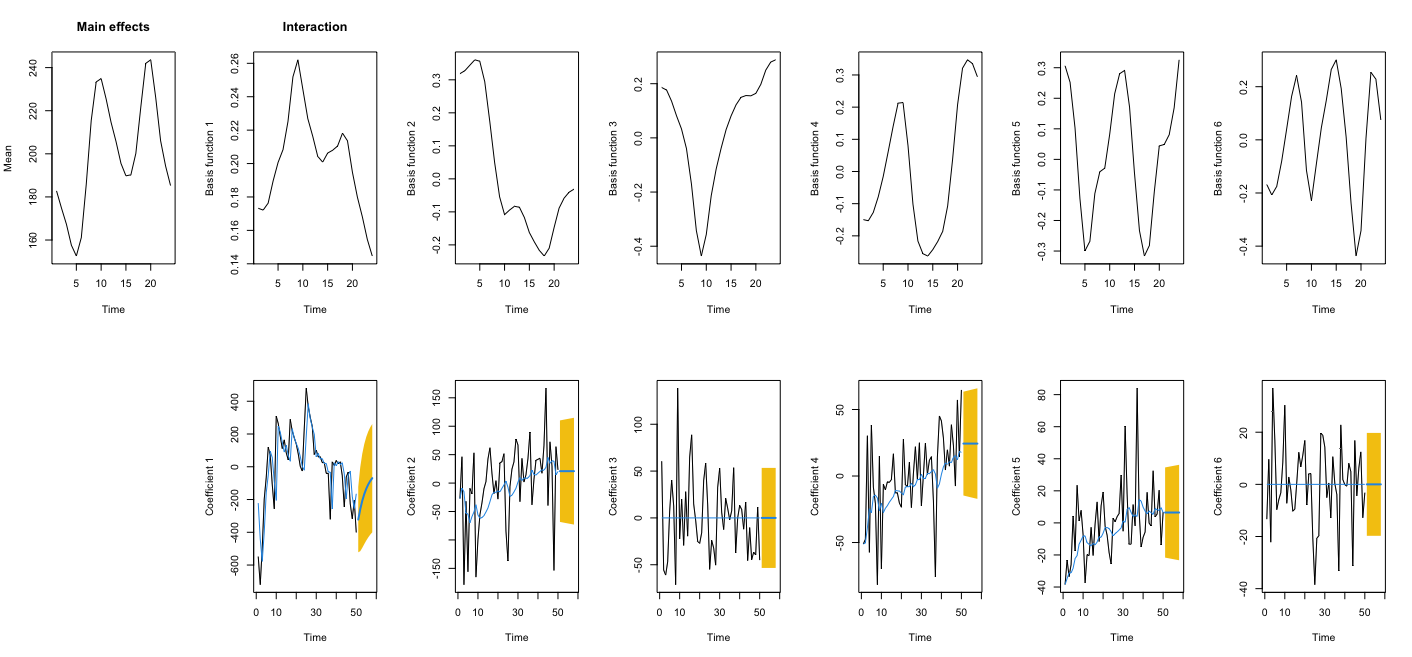 Main effects
Interaction
Mean
160 180 200 220 240
5 10 15 20
Time
Basis function 1
0.14 0.16 0.18 0.20 0.22 0.24 0.26
5 10 15 20
Time
Basis function 2
-0.2 -0.1 0.0 0.1 0.2 0.3
5 10 15 20
Time
Basis function 3
-0.4 -0.2 0.0 0.2
5 10 15 20
Time
Basis function 4
-0.2 -0.1 0.0 0.1 0.2 0.3
5 10 15 20
Time
Basis function 5
-0.3 -0.2 -0.1 0.0 0.1 0.2 0.3
5 10 15 20
Time
Basis function 6
-0.4 -0.2 0.0 0.2
5 10 15 20
Time
Coefficient 1
-600 -400 -200 0 200 400
0 10 30 50
Time
Coefficient 2
-150 -50 0 50 100 150
0 10 30 50
Time
Coefficient 3
-50 0 50 100
0 10 30 50
Time
Coefficient 4
-50 0 50
0 10 30 50
Time
Coefficient 5
-40 -20 0 20 40 60 80
0 10 30 50
Time
Coefficient 6
-40 -20 0 20
0 10 30 50
Time